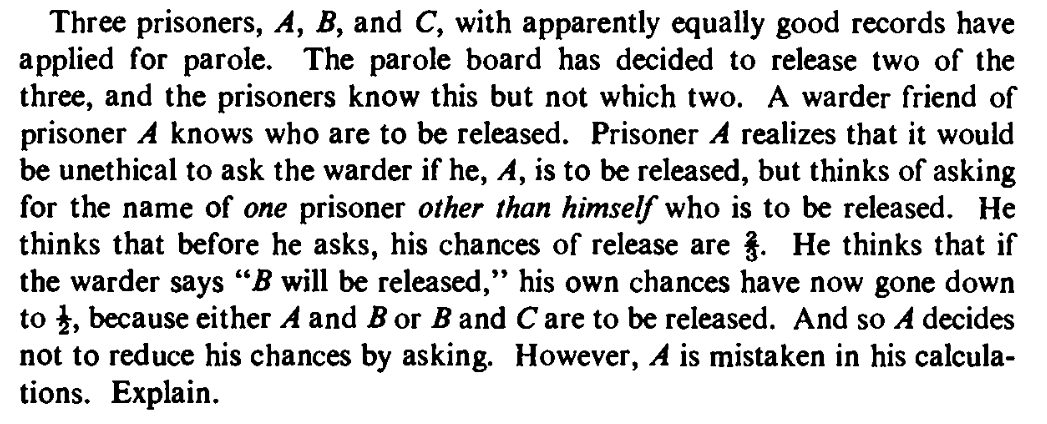 Three prisoners, A, B, and C, with apparently equally good records have
applied for parole. The parole board has decided to release two of the
three, and the prisoners know this but not which two. A warder friend of
prisoner A knows who are to be released. Prisoner A realizes that it would
be unethical to ask the warder if he, A, is to be released, but thinks of asking
for the name of one prisoner other than himself who is to be released. He
thinks that before he asks, his chances of release are ⅔. He thinks that if
the warder says “B will be released,” his own chances have now gone down
to ½, because either A and B or B and C are to be released. And so A decides
not to reduce his chances by asking. However, A is mistaken in his calcula-
tions. Explain.